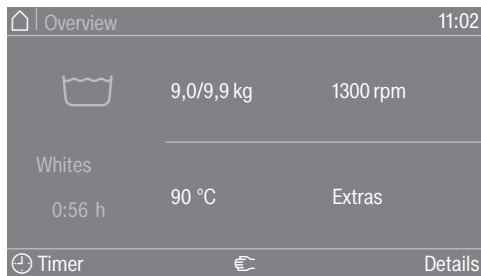 Overview 11:02
9,0/9,9 kg 1300 rpm
Whites
0:56 h
90 °C Extras
Timer Details